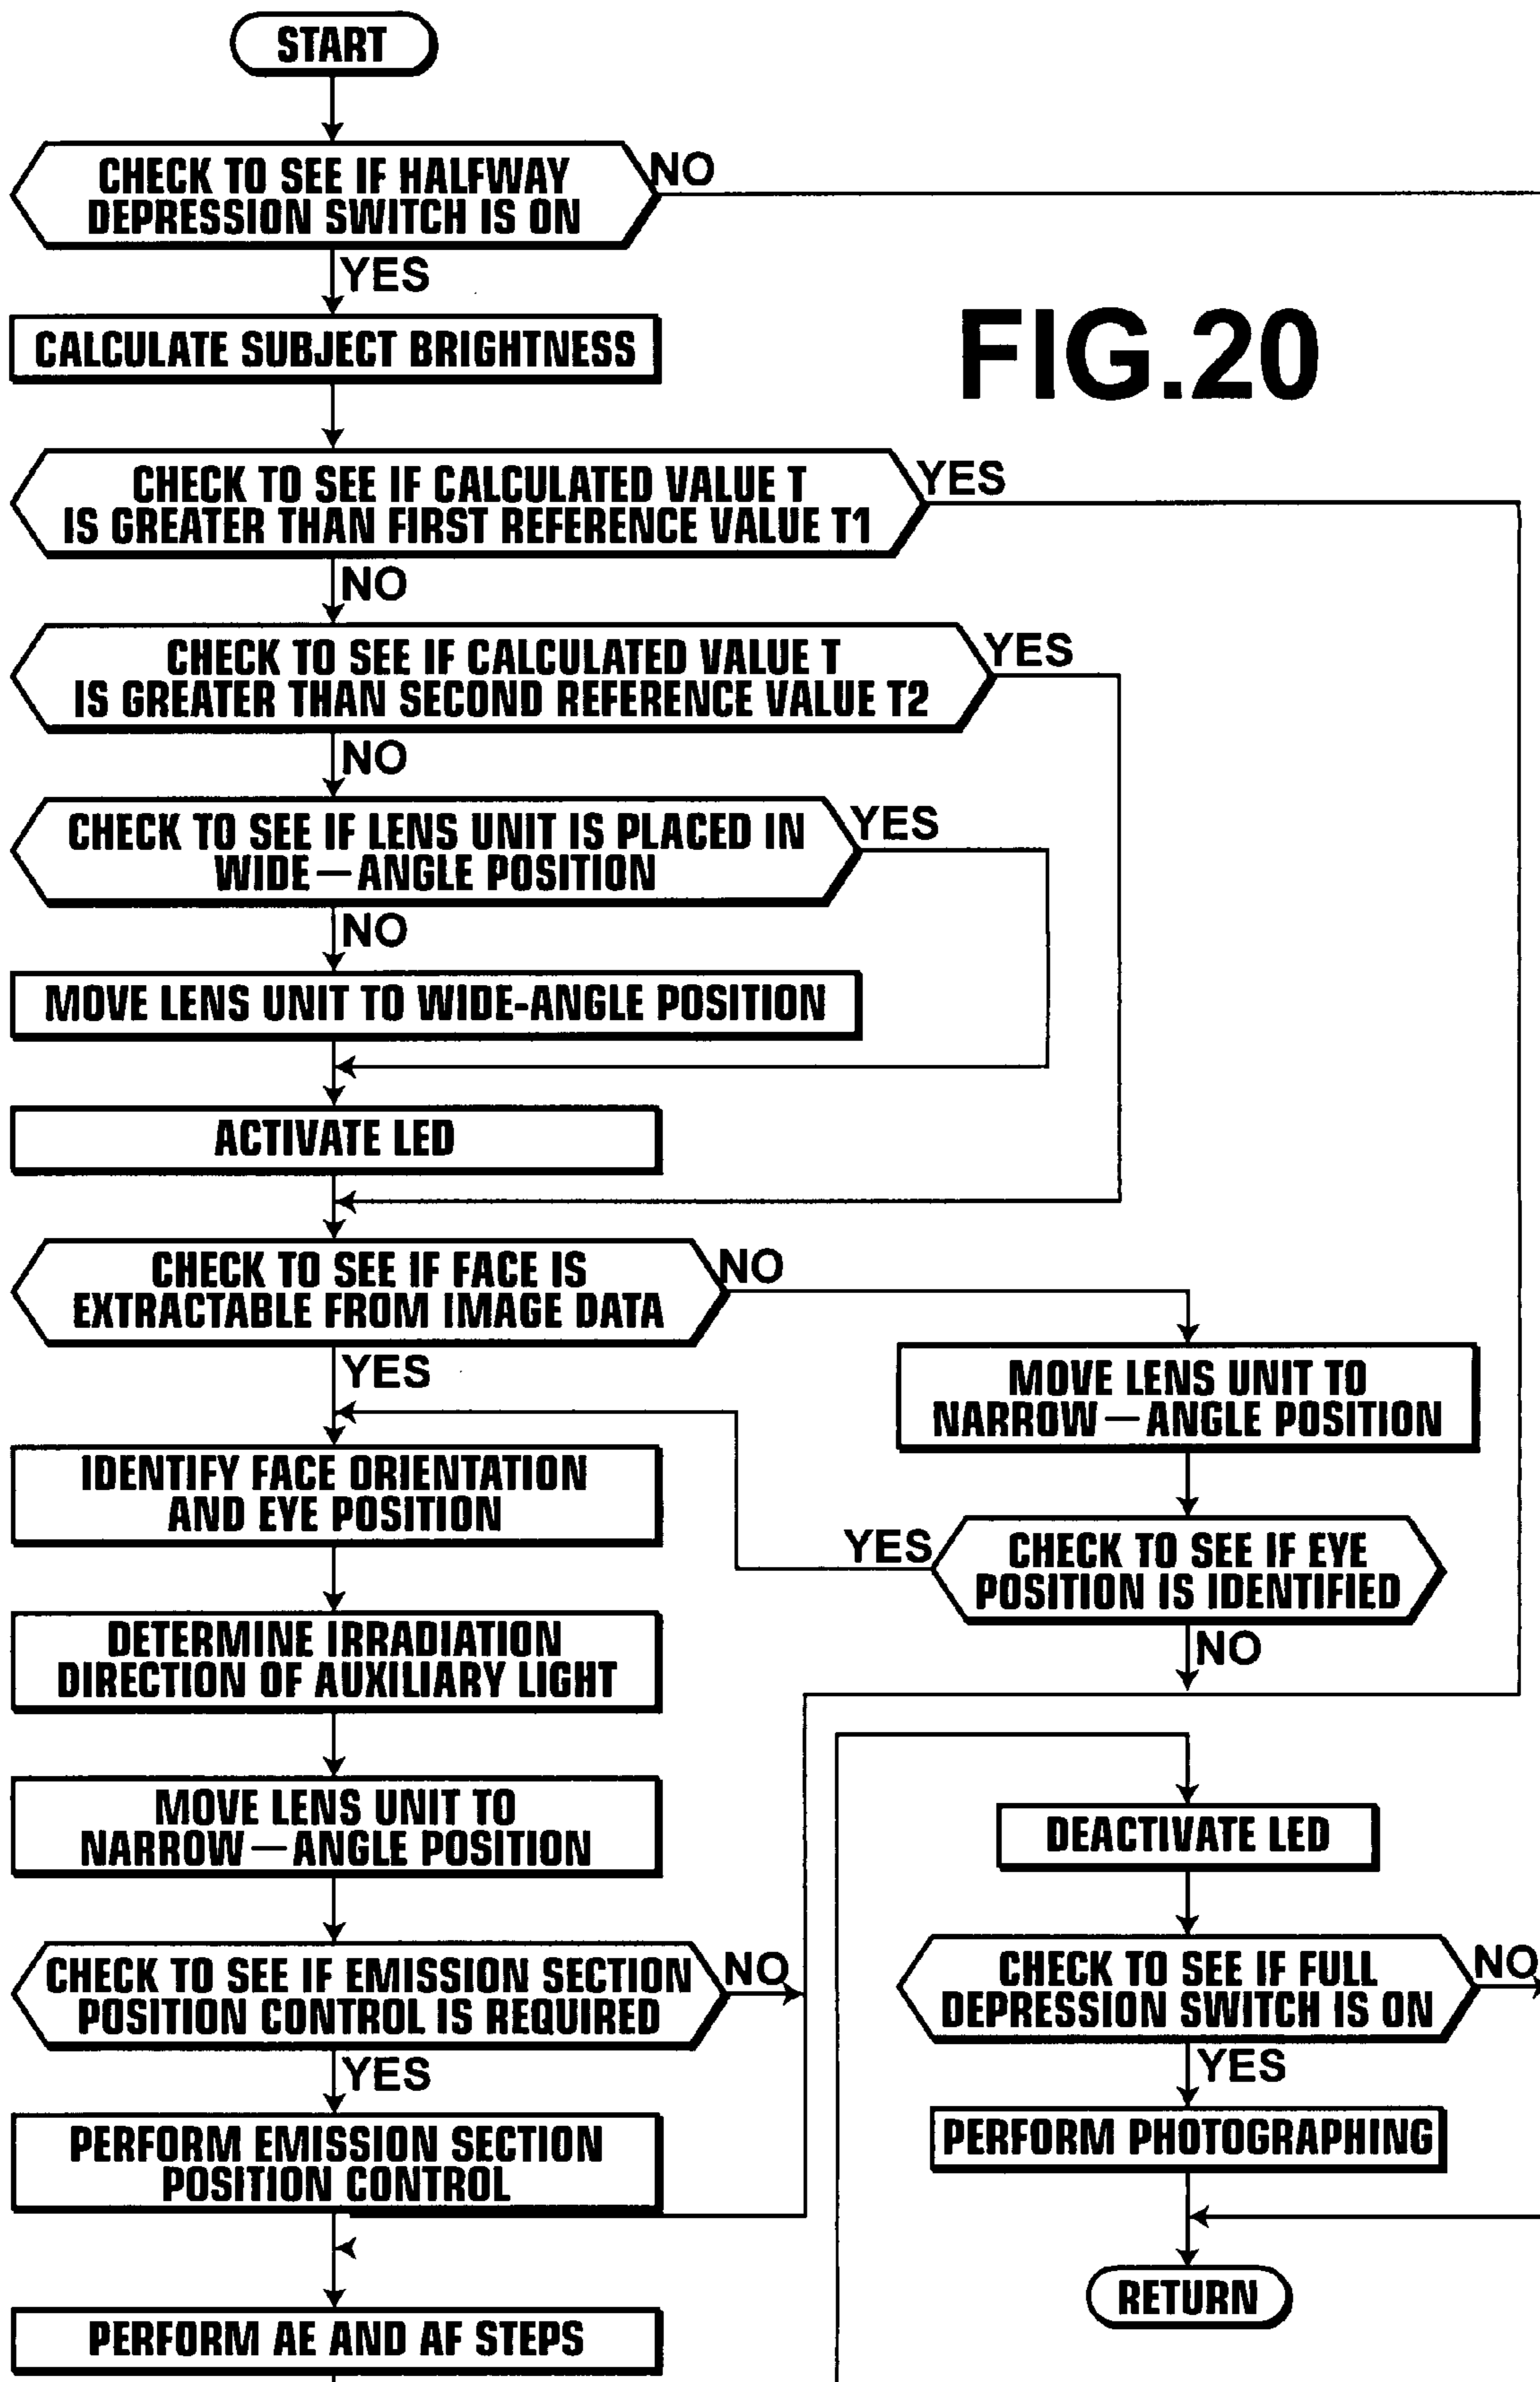 START
CHECK TO SEE IF HALFWAY
DEPRESSION SWITCH IS ON
NO
YES
CALCULATE SUBJECT BRIGHTNESS
FIG.20
CHECK TO SEE IF CALCULATED VALUE T
IS GREATER THAN FIRST REFERENCE VALUE T1
YES
NO
CHECK TO SEE IF CALCULATED VALUE T
IS GREATER THAN SECOND REFERENCE VALUE T2
YES
NO
CHECK TO SEE IF LENS UNIT IS PLACED IN
WIDE—ANGLE POSITION
YES
NO
MOVE LENS UNIT TO WIDE-ANGLE POSITION
ACTIVATE LED
CHECK TO SEE IF FACE IS
EXTRACTABLE FROM IMAGE DATA
NO
YES
MOVE LENS UNIT TO
NARROW—ANGLE POSITION
IDENTIFY FACE ORIENTATION
AND EYE POSITION
YES
CHECK TO SEE IF EYE
POSITION IS IDENTIFIED
NO
DETERMINE IRRADIATION
DIRECTION OF AUXILIARY LIGHT
MOVE LENS UNIT TO
NARROW—ANGLE POSITION
DEACTIVATE LED
CHECK TO SEE IF EMISSION SECTION
POSITION CONTROL IS REQUIRED
NO
YES
CHECK TO SEE IF FULL
DEPRESSION SWITCH IS ON
NO
YES
PERFORM EMISSION SECTION
POSITION CONTROL
PERFORM PHOTOGRAPHING
RETURN
PERFORM AE AND AF STEPS